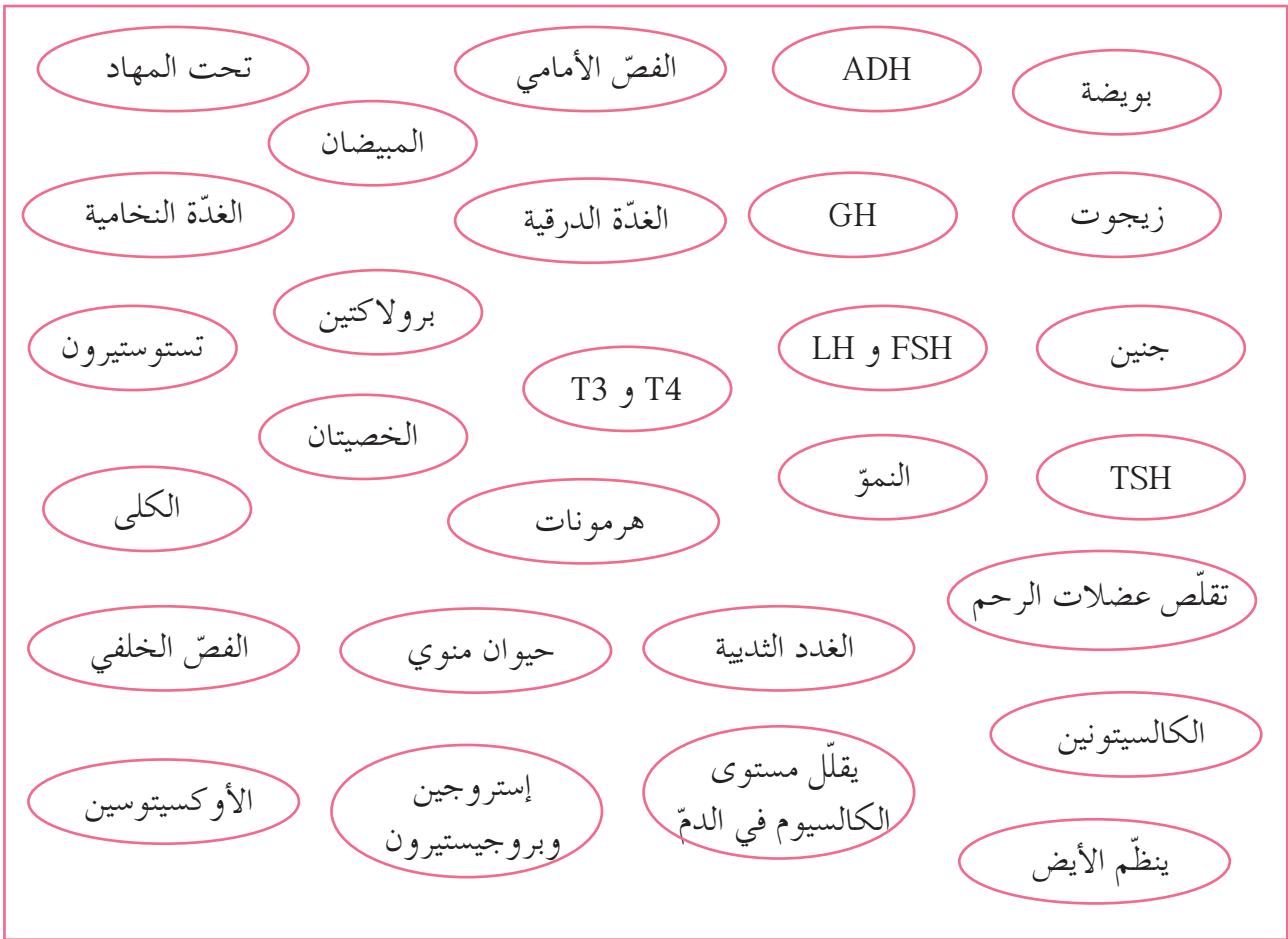 بويضة
ADH
الفصّ الأمامي
تحت المهاد
المبيضان
زيجوت
GH
الغدّة الدرقية
الغدّة النخامية
برولاكتين
جنين
FSH و LH
T4 و T3
تستوستيرون
الخصيتان
TSH
النموّ
هرمونات
الكلى
تقلّص عضلات الرحم
الغدد الثديية
حيوان منوي
الفصّ الخلفي
الكالسيتونين
يقلّل مستوى
الكالسيوم في الدمّ
إستروجين
وبروجيستيرون
الأوكسيتوسين
ينظّم الأيض